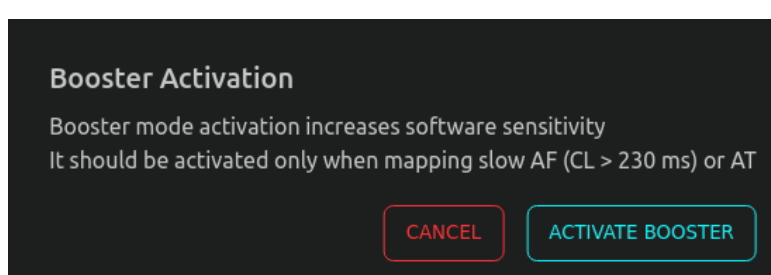 Booster Activation
Booster mode activation increases software sensitivity
It should be activated only when mapping slow AF (CL > 230 ms) or AT
CANCEL
ACTIVATE BOOSTER